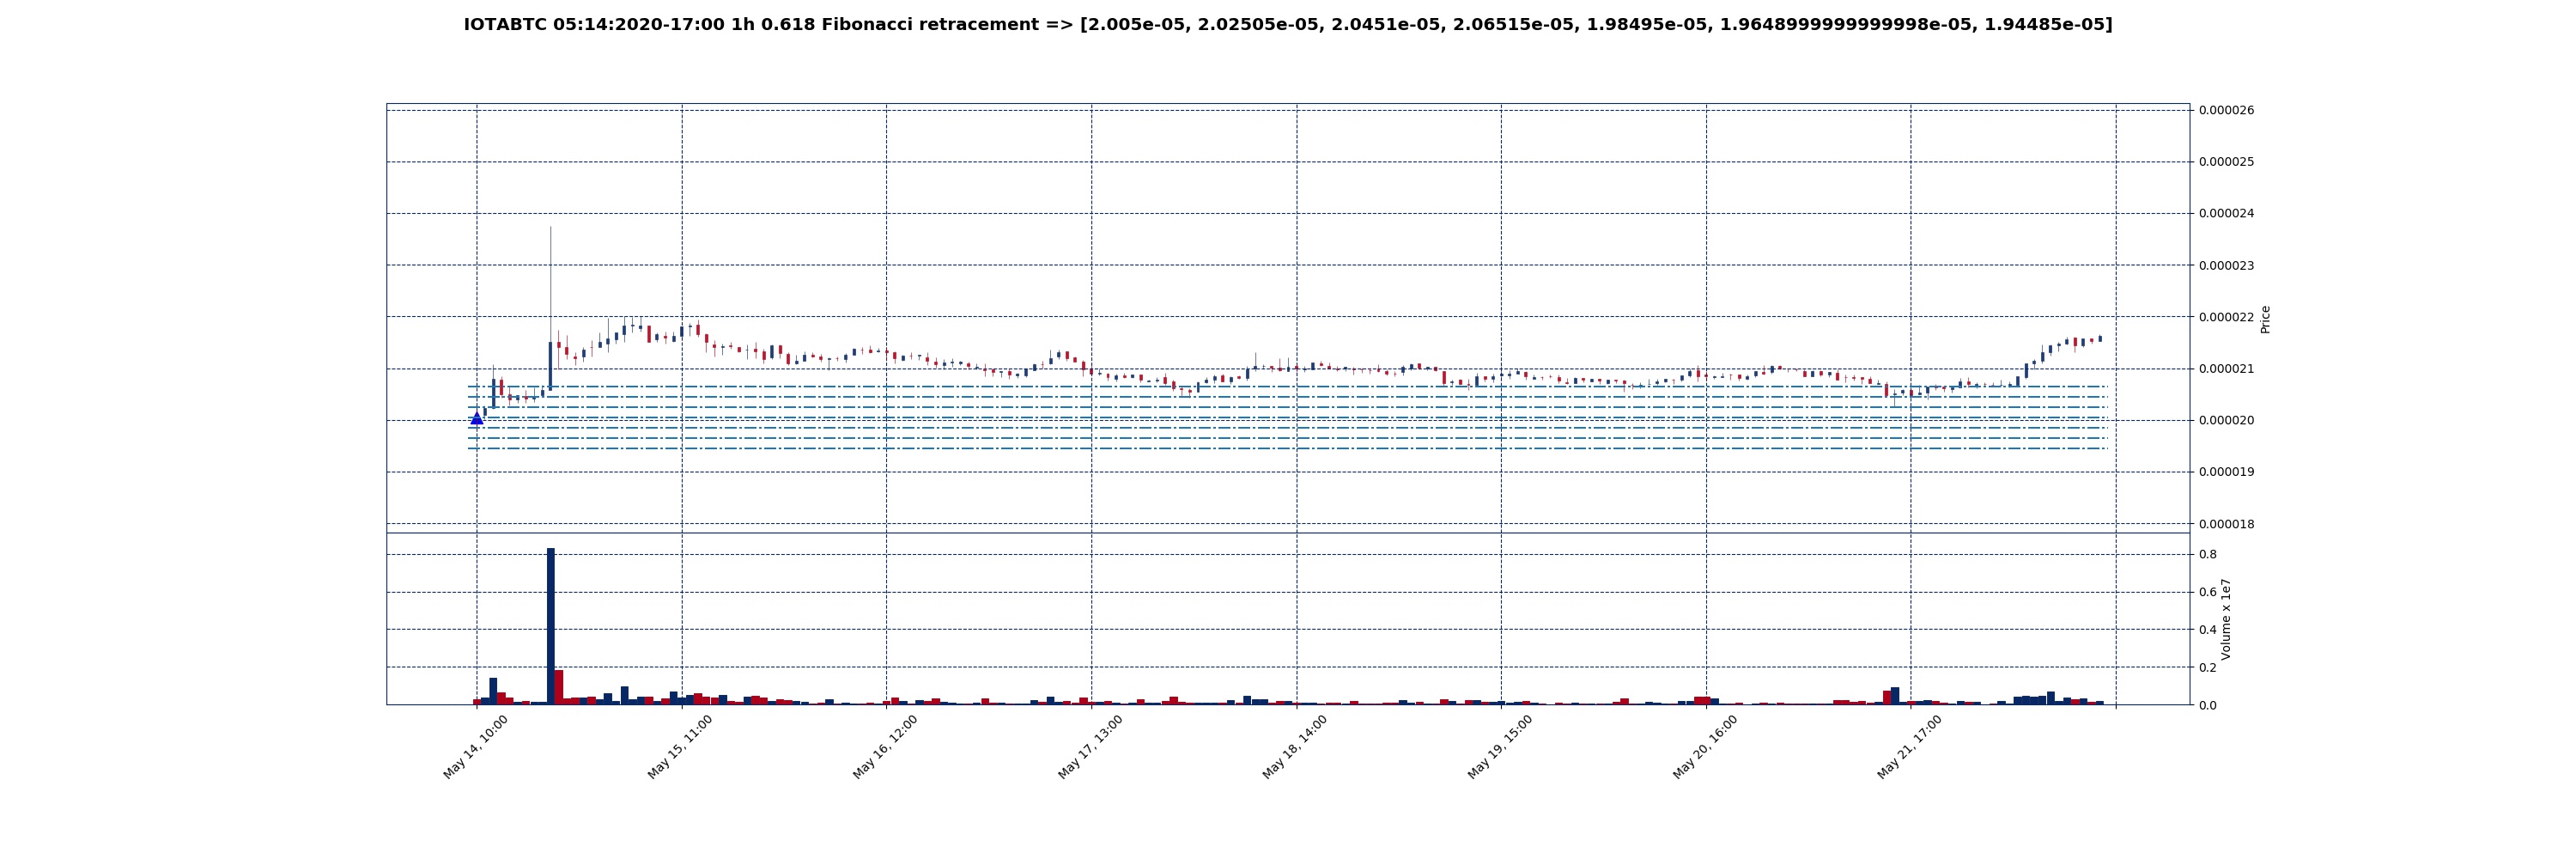 IOTABTC 05:14:2020-17:00 1h 0.618 Fibonacci retracement => [2.005e-05, 2.02505e-05, 2.0451e-05, 2.06515e-05, 1.98495e-05, 1.9648999999999998e-05, 1.94485e-05]
0.000026
0.000025
0.000024
0.000023
0.000022
Price
0.000021
0.000020
0.000019
0.000018
0.8
0.6
Volume x 1e7
0.4
0.2
0.0
May 14, 10:00
May 15, 11:00
May 16, 12:00
May 17, 13:00
May 18, 14:00
May 19, 15:00
May 20, 16:00
May 21, 17:00